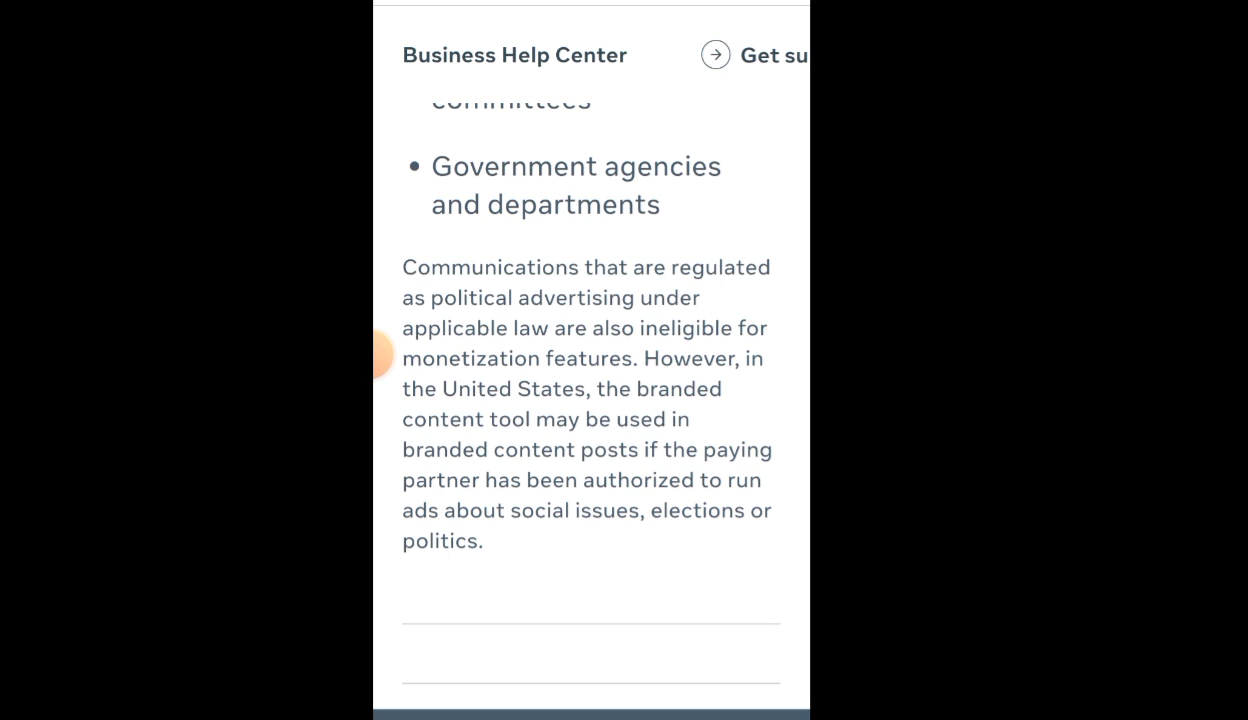 Business Help Center
Get su
committees
• Government agencies
and departments
Communications that are regulated
as political advertising under
applicable law are also ineligible for
monetization features. However, in
the United States, the branded
content tool may be used in
branded content posts if the paying
partner has been authorized to run
ads about social issues, elections or
politics.